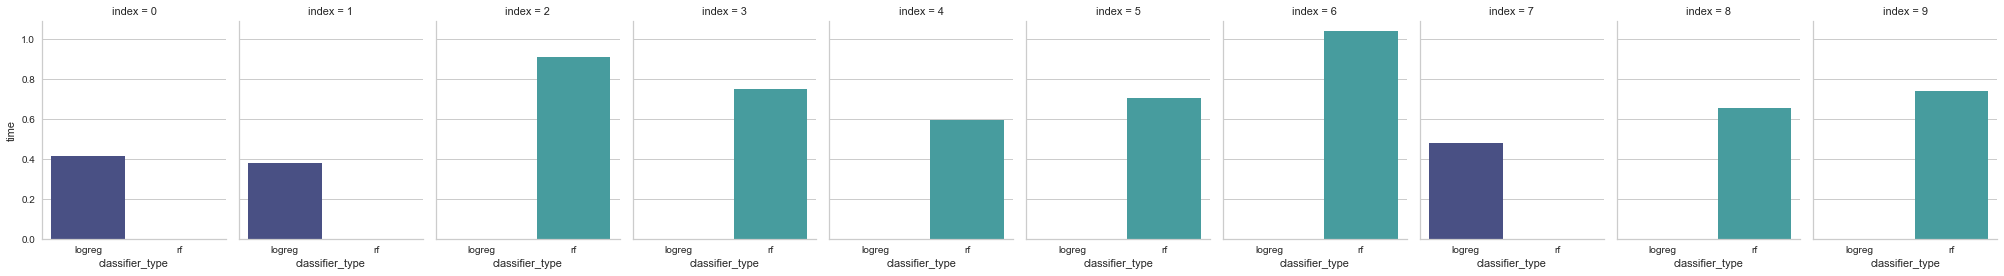 index = 0 index = 1 index = 2 index = 3 index = 4 index = 5 index = 6 index = 7 index = 8 index = 9
1.0
0.8
0.6
time
0.4
0.2
0.0
logreg rf logreg rf logreg rf logreg rf logreg rf logreg rf logreg rf logreg rf logreg rf logreg rf
classifier_type classifier_type classifier_type classifier_type classifier_type classifier_type classifier_type classifier_type classifier_type classifier_type